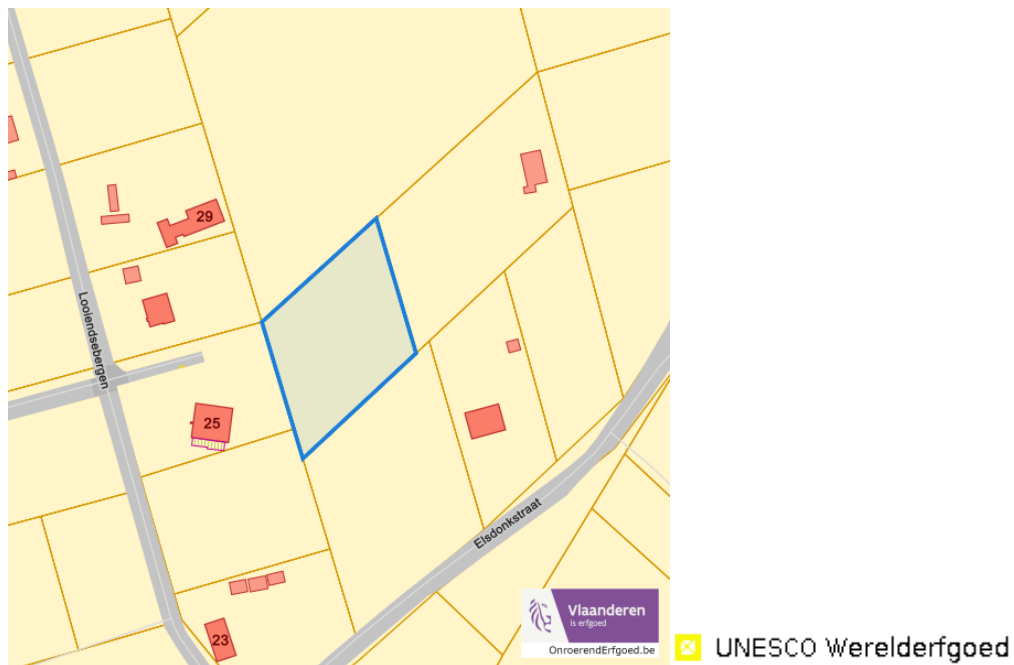 29
Looiendsebergen
25
Elsdonkstraat
23
Vlaanderen
is erfgoed
OnroerendErfgoed.be
UNESCO Werelderfgoed